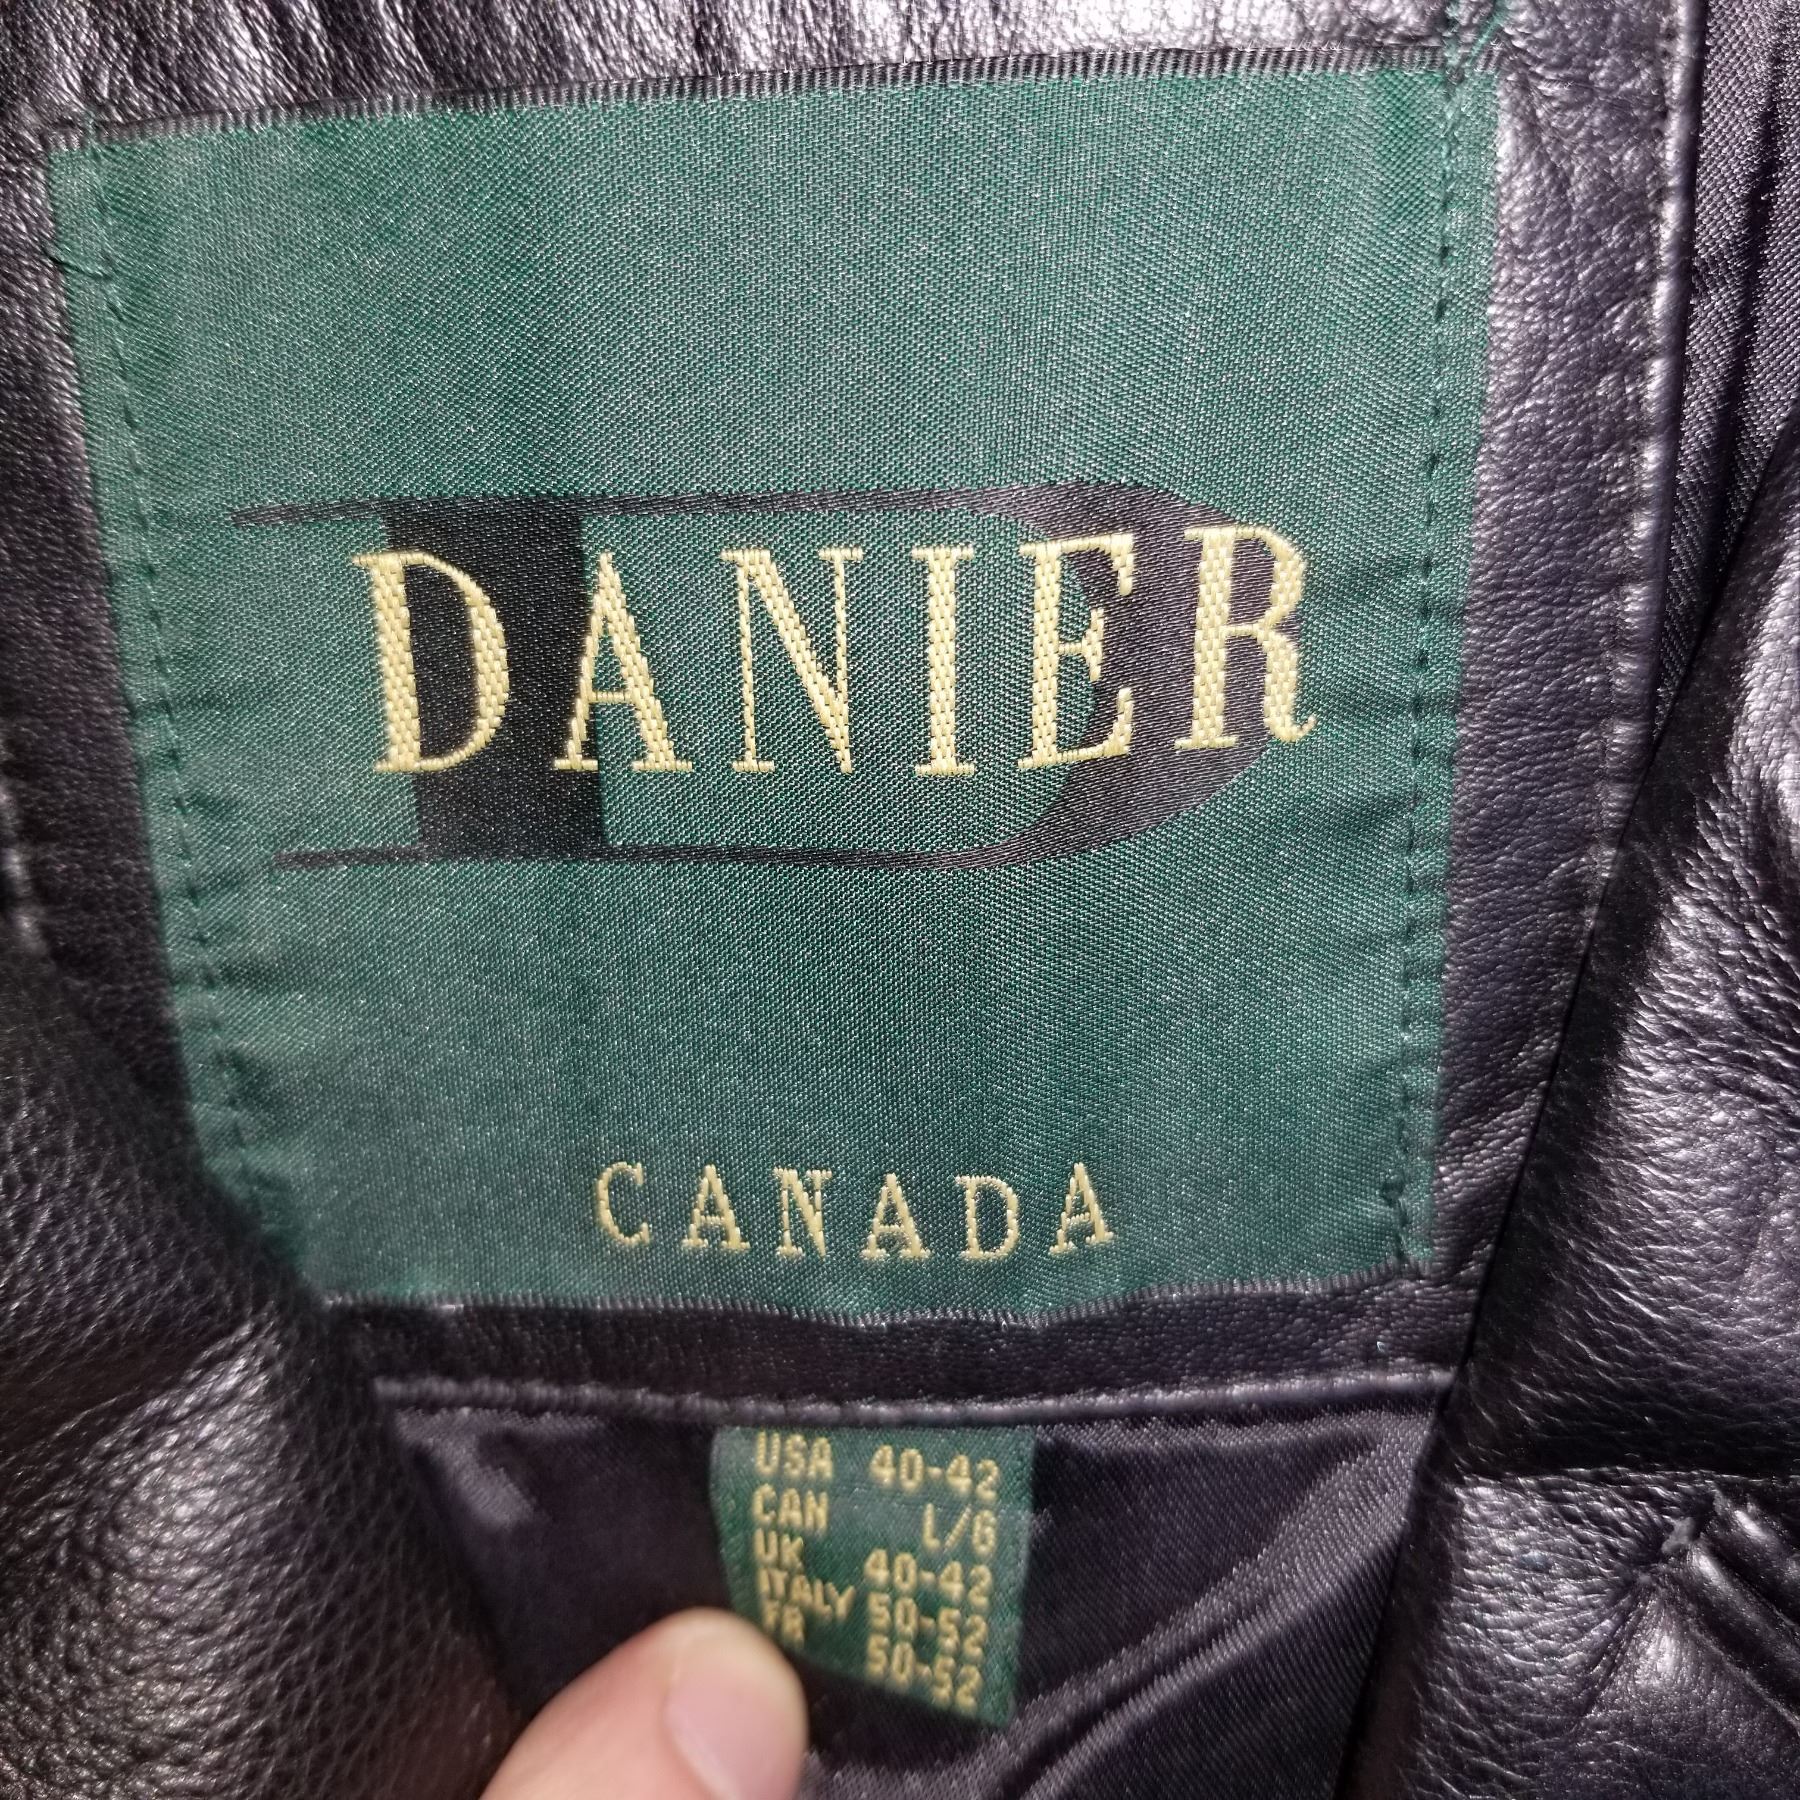 DANIER
CANADA
USA 40-42
CAN L/G
UK 40-42
ITALY 50-52
FR 50-52